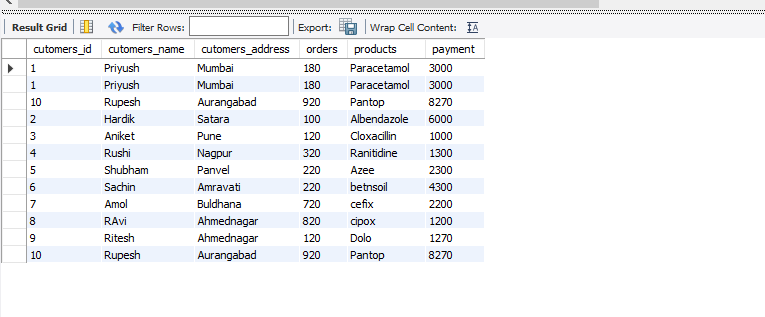 Result Grid Filter Rows: Export: Wrap Cell Content:
cutomers_id cutomers_name cutomers_address orders products payment
1 Priyush Mumbai 180 Paracetamol 3000
1 Priyush Mumbai 180 Paracetamol 3000
10 Rupesh Aurangabad 920 Pantop 8270
2 Hardik Satara 100 Albendazole 6000
3 Aniket Pune 120 Cloxacillin 1000
4 Rushi Nagpur 320 Ranitidine 1300
5 Shubham Panvel 220 Azee 2300
6 Sachin Amravati 220 betnsoil 4300
7 Amol Buldhana 720 cefix 2200
8 RAvi Ahmednagar 820 cipox 1200
9 Ritesh Ahmednagar 120 Dolo 1270
10 Rupesh Aurangabad 920 Pantop 8270